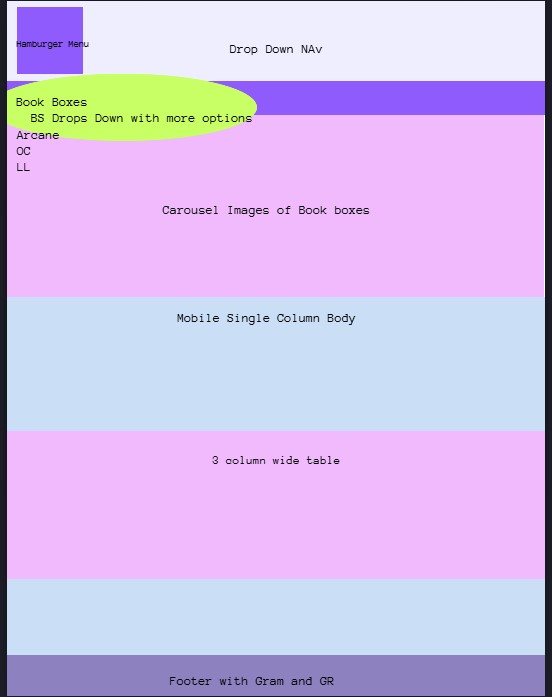 Hamburger Menu
Drop Down NAv
Book Boxes
BS Drops Down with more options
Arcane
OC
LL
Carousel Images of Book boxes
Mobile Single Column Body
3 column wide table
Footer with Gram and GR